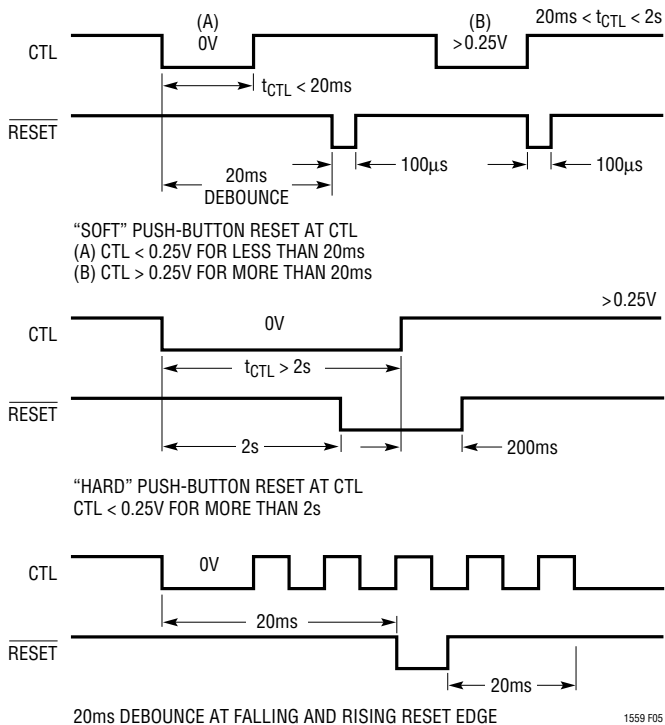 (A)
0V
(B)
>0.25V
20ms < tCTL < 2s
CTL
tCTL < 20ms
RESET
100µs
100µs
20ms
DEBOUNCE
“SOFT” PUSH-BUTTON RESET AT CTL
(A) CTL < 0.25V FOR LESS THAN 20ms
(B) CTL > 0.25V FOR MORE THAN 20ms
>0.25V
0V
CTL
tCTL > 2s
RESET
2s
200ms
“HARD” PUSH-BUTTON RESET AT CTL
CTL < 0.25V FOR MORE THAN 2s
0V
CTL
20ms
RESET
20ms
20ms DEBOUNCE AT FALLING AND RISING RESET EDGE
1559 F05